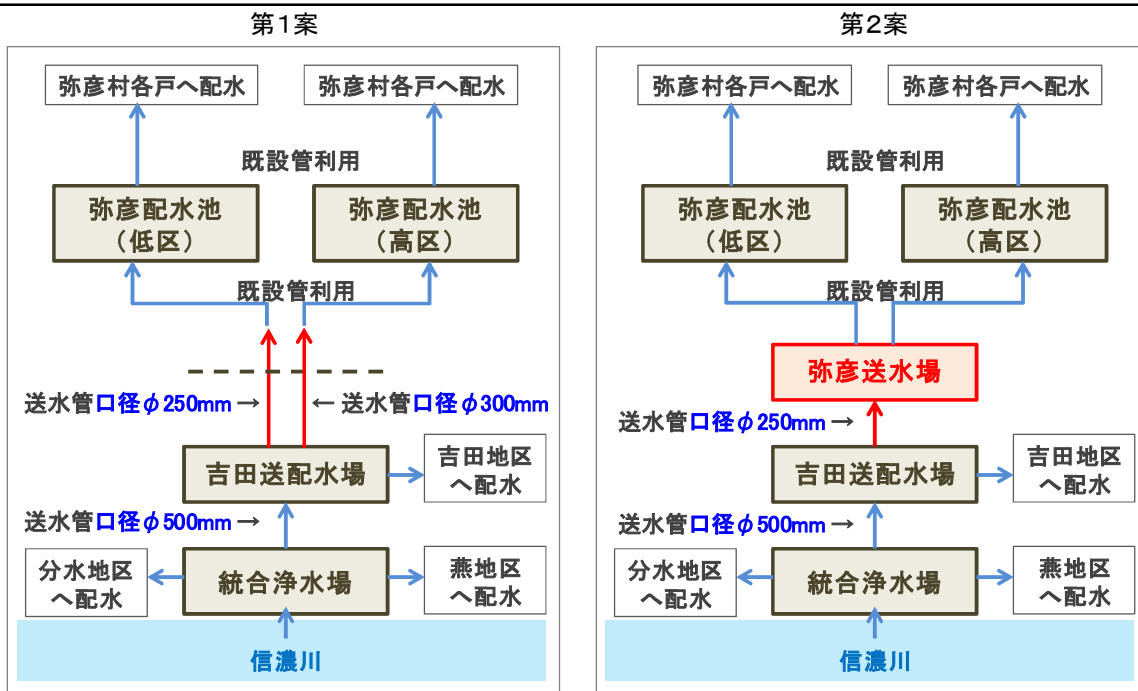 第1案
弥彦村各戸へ配水
弥彦村各戸へ配水
既設管利用
弥彦配水池
（低区）
弥彦配水池
（高区）
既設管利用
送水管口径φ250mm→
←送水管口径φ300mm
吉田送配水場
吉田地区
へ配水
送水管口径φ500mm→
分水地区
へ配水
統合浄水場
燕地区
へ配水
信濃川
第2案
弥彦村各戸へ配水
弥彦村各戸へ配水
既設管利用
弥彦配水池
（低区）
弥彦配水池
（高区）
既設管利用
弥彦送水場
送水管口径φ250mm→
吉田送配水場
吉田地区
へ配水
送水管口径φ500mm→
分水地区
へ配水
統合浄水場
燕地区
へ配水
信濃川